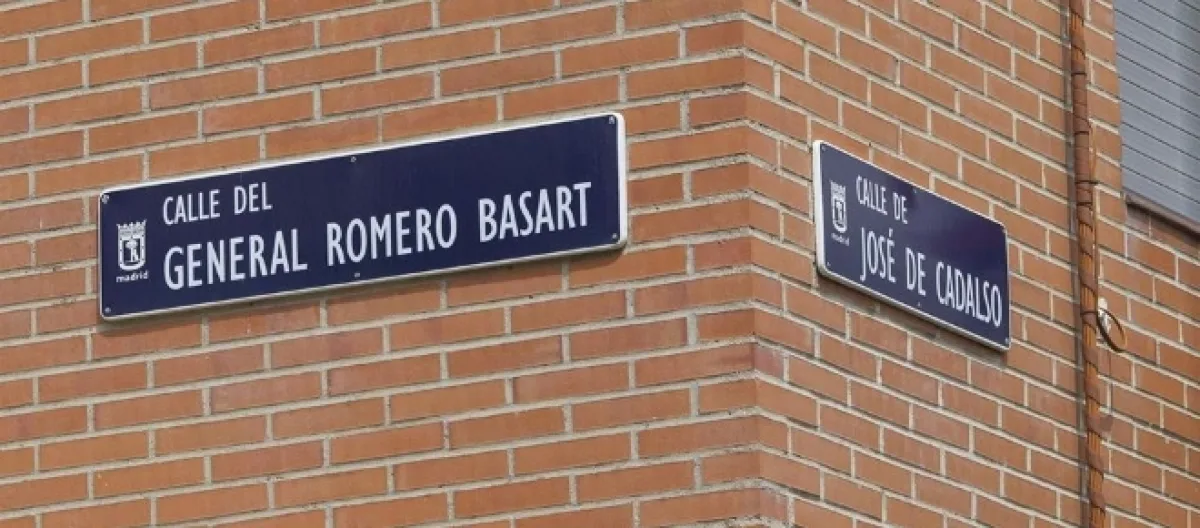 CALLE DEL
GENERAL ROMERO BASART
madrid
CALLE DE
JOSÉ DE CADALSO
madrid